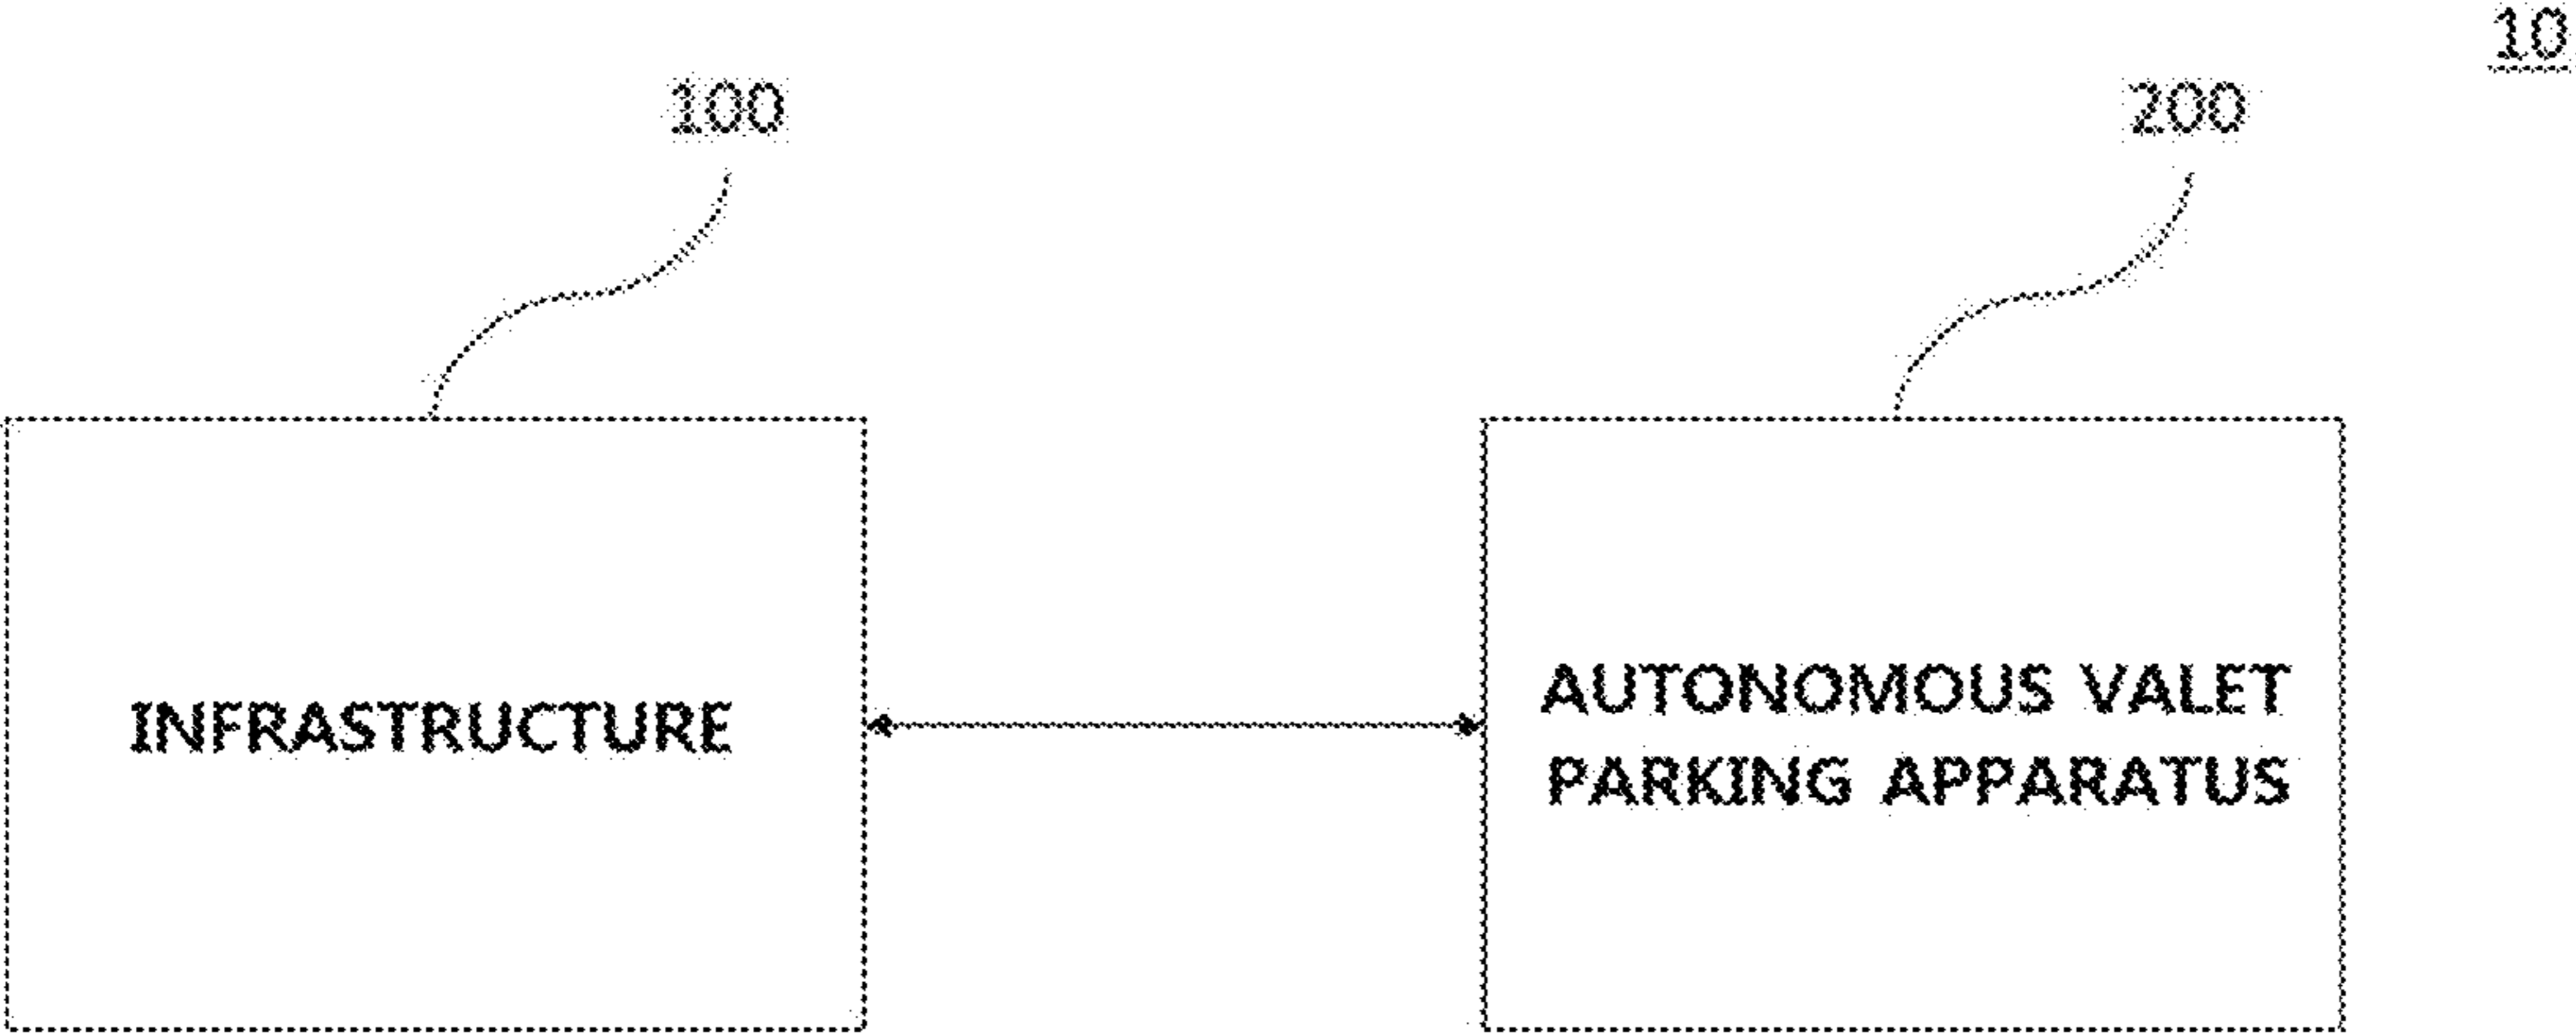 10
100
200
INFRASTRUCTURE
AUTONOMOUS VALET
PARKING APPARATUS